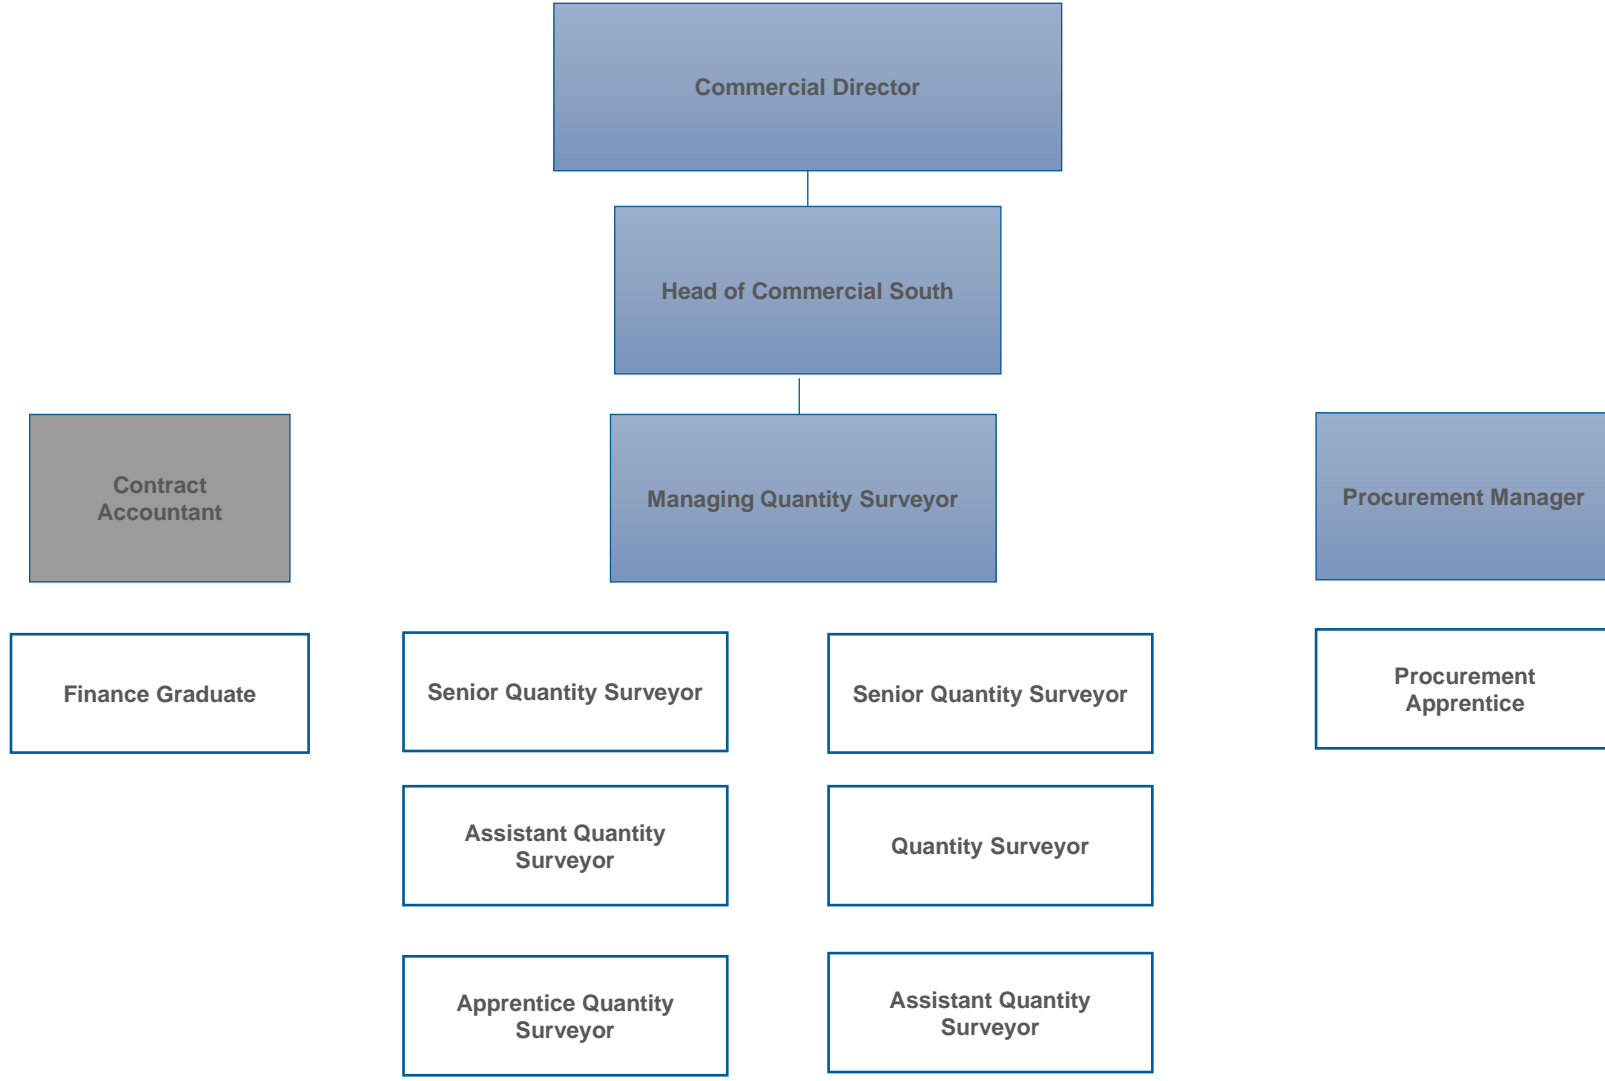 Commercial Director
Head of Commercial South
Contract
Accountant
Managing Quantity Surveyor
Procurement Manager
Finance Graduate
Senior Quantity Surveyor
Senior Quantity Surveyor
Procurement
Apprentice
Assistant Quantity
Surveyor
Quantity Surveyor
Apprentice Quantity
Surveyor
Assistant Quantity
Surveyor